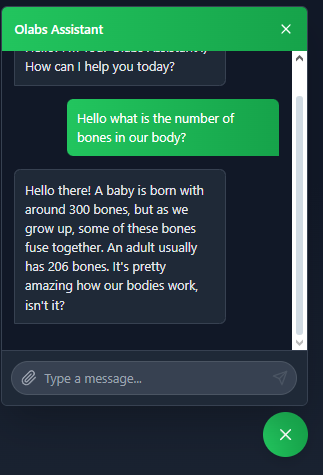 Olabs Assistant
How can I help you today?
Hello what is the number of
bones in our body?
Hello there! A baby is born with
around 300 bones, but as we
grow up, some of these bones
fuse together. An adult usually
has 206 bones. It's pretty
amazing how our bodies work,
isn't it?
Type a message...